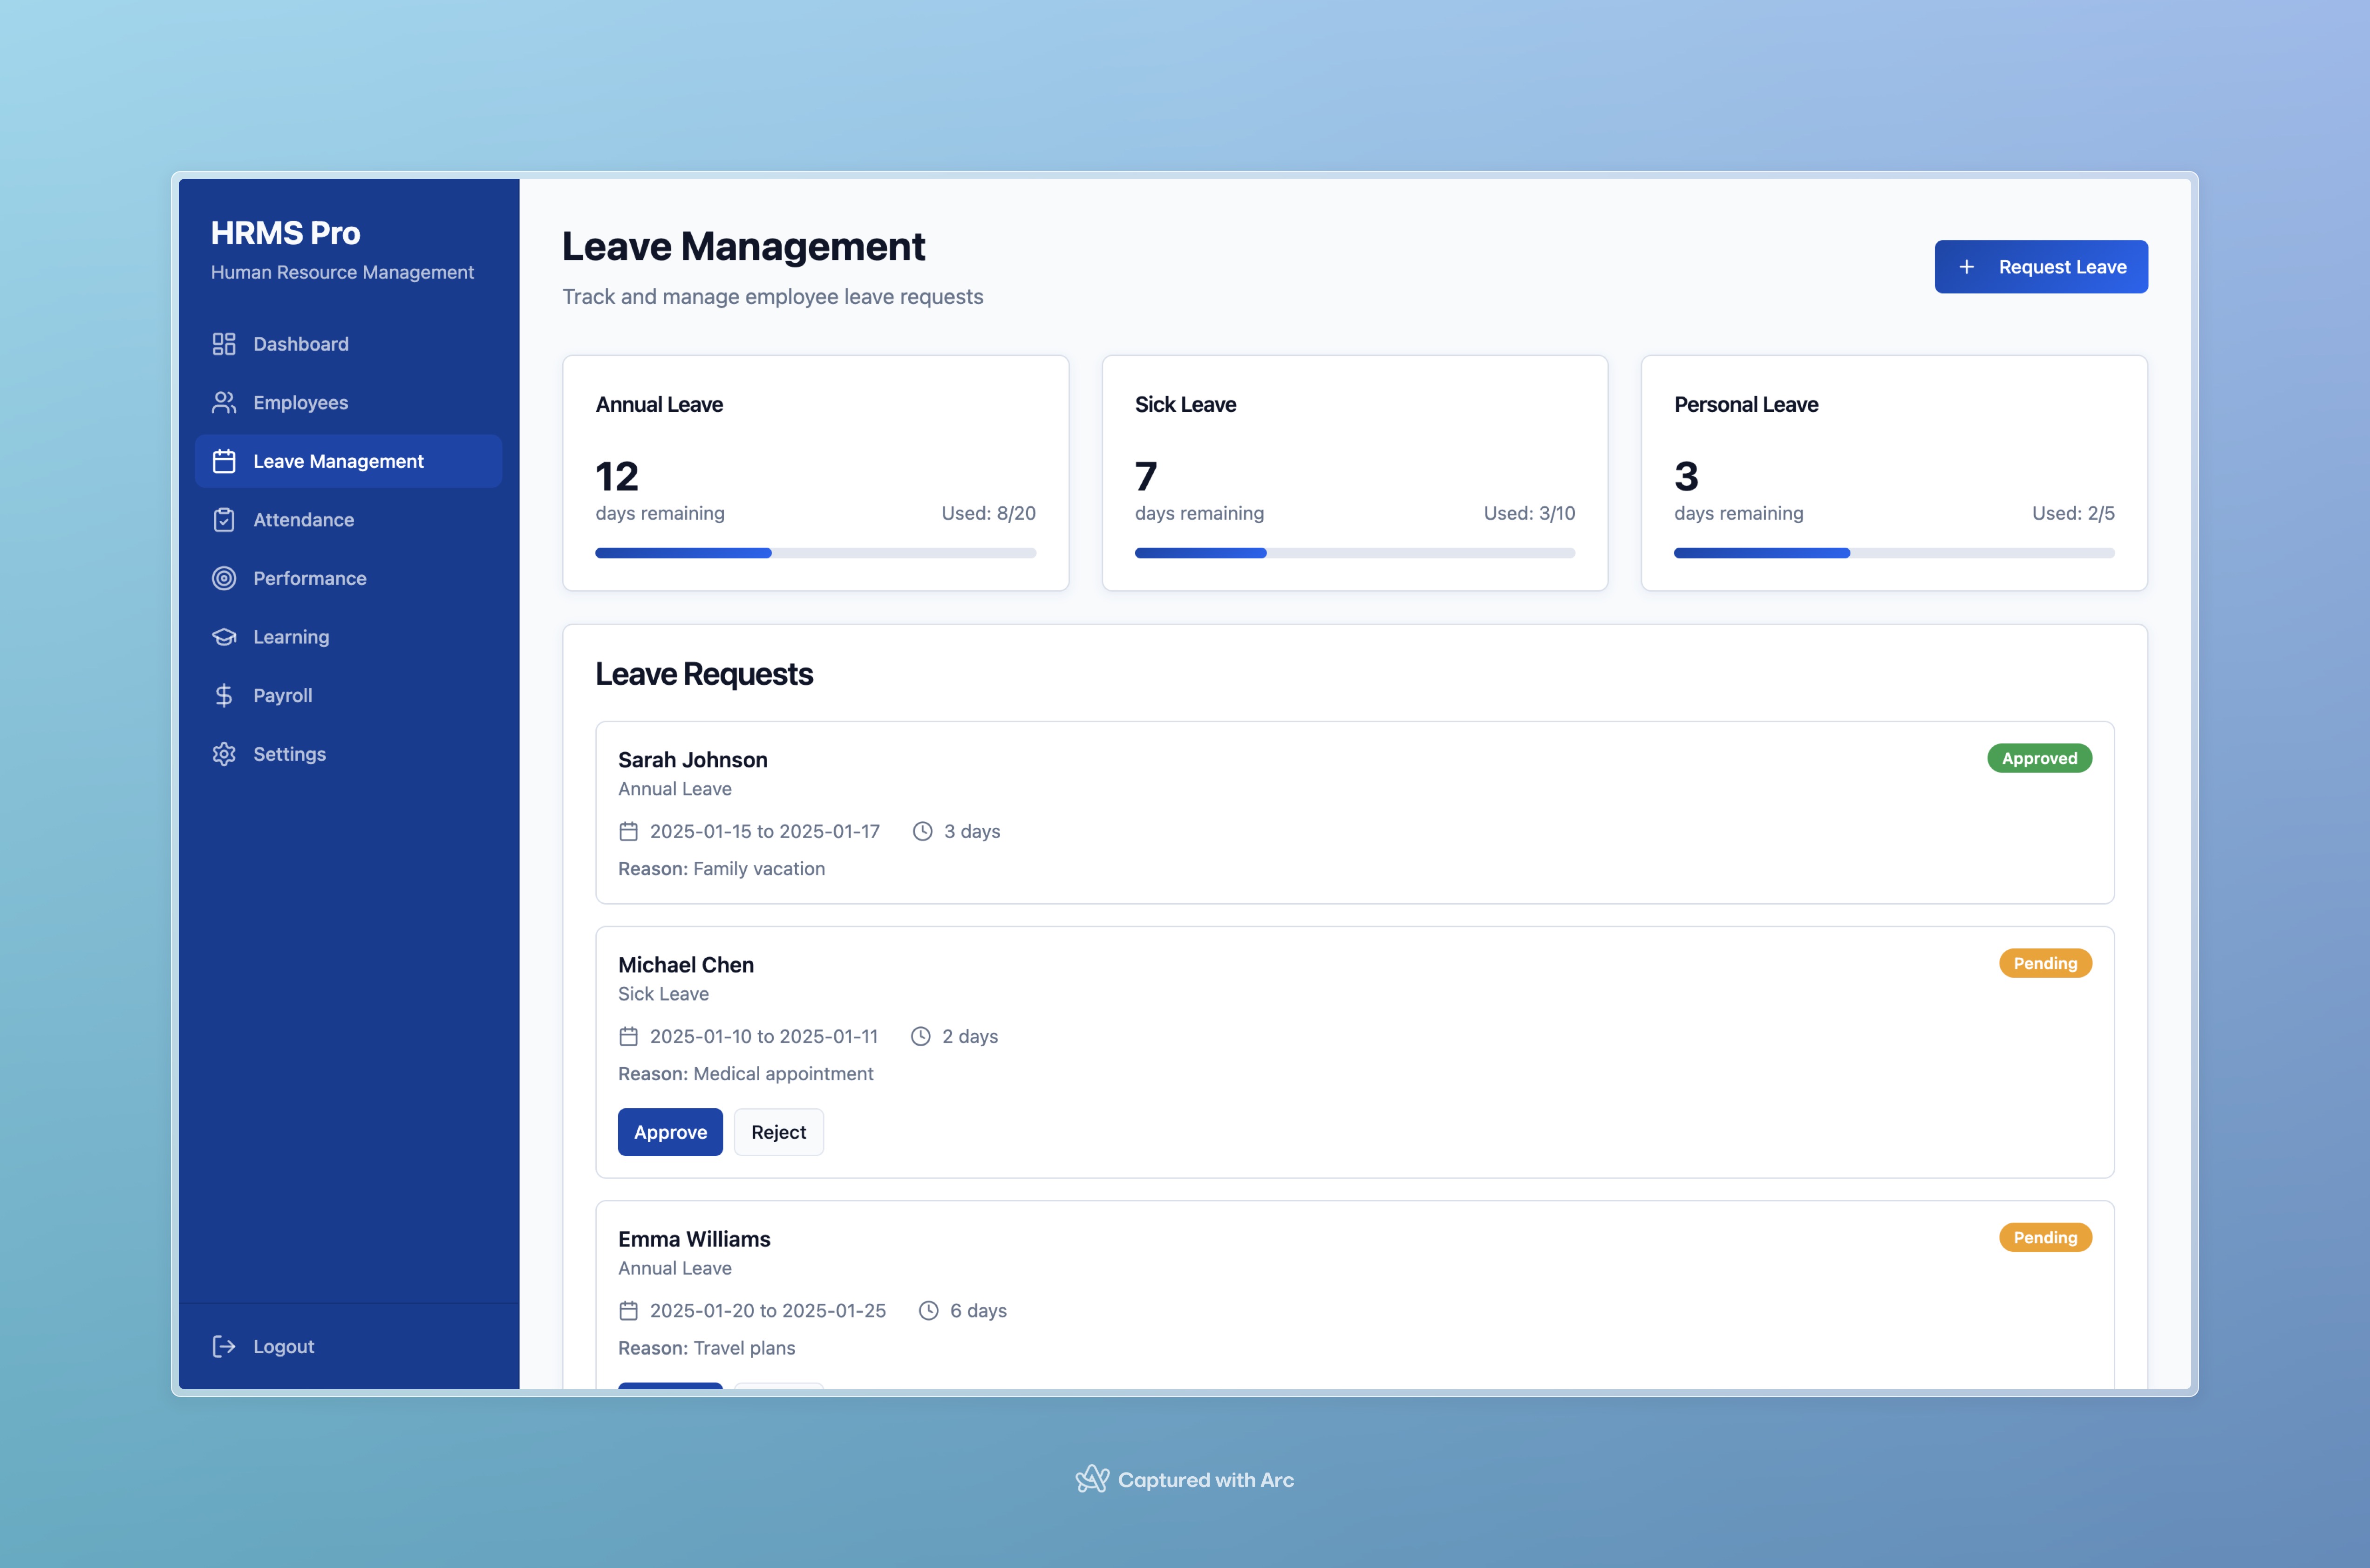 HRMS Pro
Human Resource Management
Dashboard
Employees
Leave Management
Attendance
Performance
Learning
Payroll
Settings
Logout
Leave Management
Track and manage employee leave requests
+ Request Leave
Annual Leave
12
days remaining
Used: 8/20
Sick Leave
7
days remaining
Used: 3/10
Personal Leave
3
days remaining
Used: 2/5
Leave Requests
Sarah Johnson
Approved
Annual Leave
2025-01-15 to 2025-01-17
3 days
Reason: Family vacation
Michael Chen
Pending
Sick Leave
2025-01-10 to 2025-01-11
2 days
Reason: Medical appointment
Approve
Reject
Emma Williams
Pending
Annual Leave
2025-01-20 to 2025-01-25
6 days
Reason: Travel plans
Captured with Arc